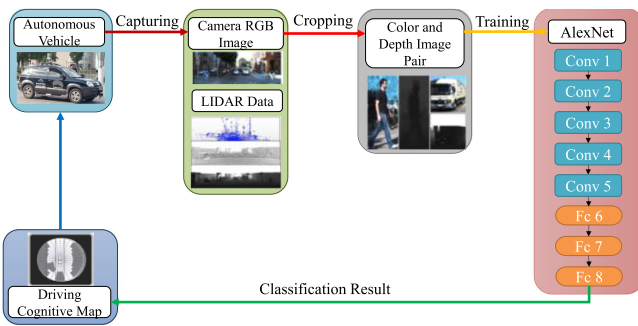 Autonomous
Vehicle
Capturing
Camera RGB
Image
LIDAR Data
Cropping
Color and
Depth Image
Pair
Training
AlexNet
Conv 1
Conv 2
Conv 3
Conv 4
Conv 5
Fc 6
Fc 7
Fc 8
Classification Result
Driving
Cognitive Map